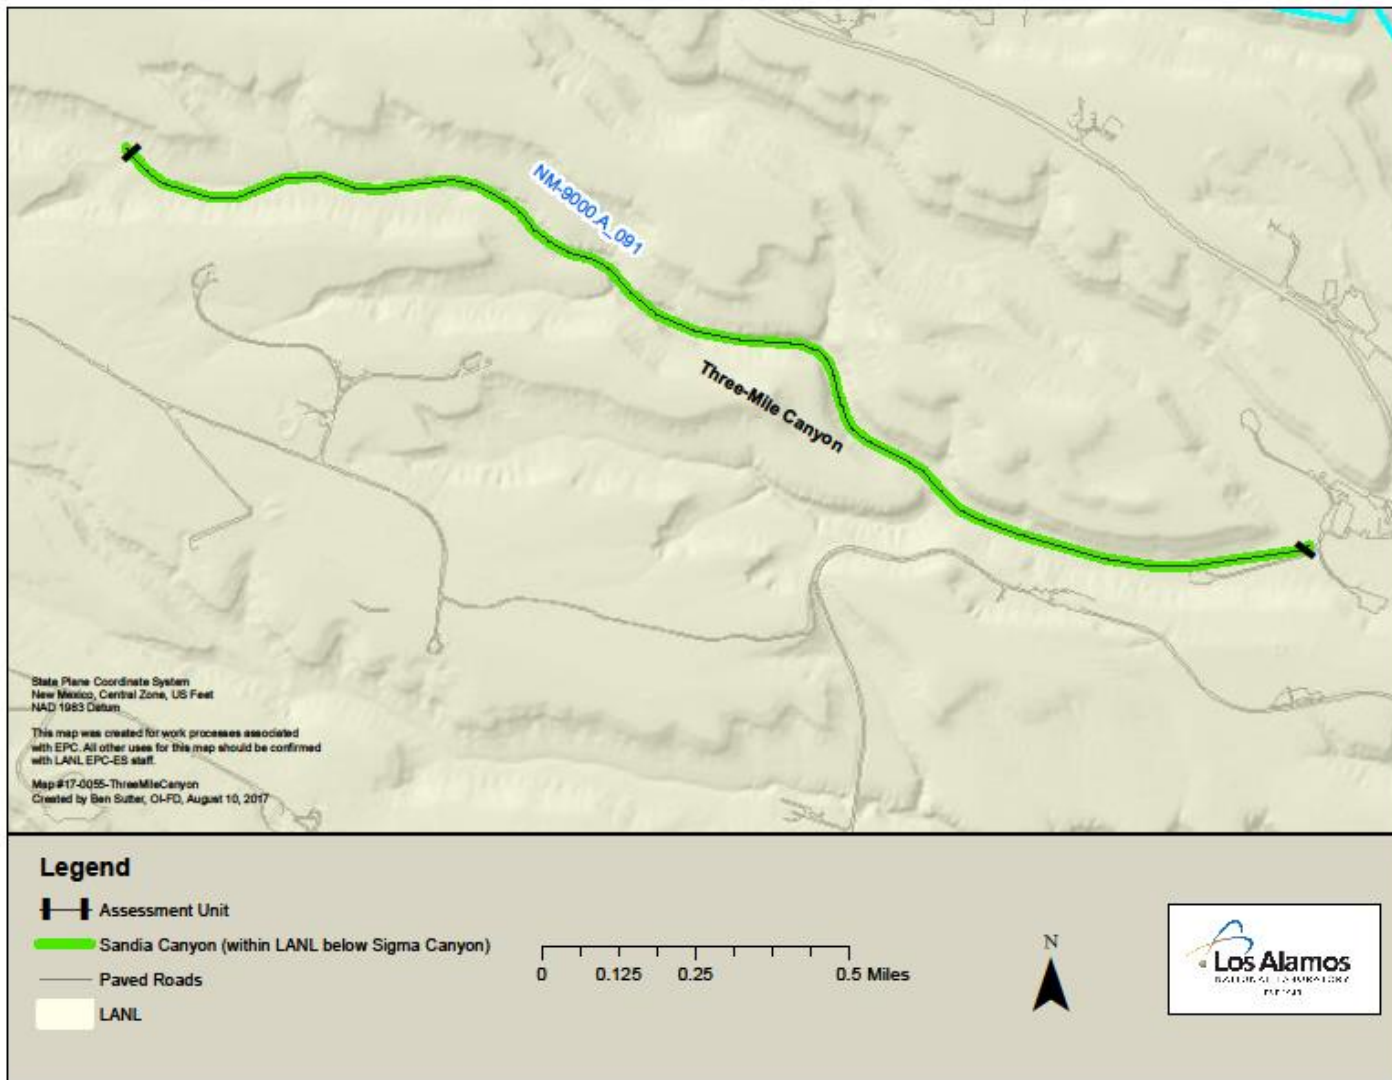 NM-9000.A_091
Three-Mile Canyon
State Plane Coordinate System
New Mexico, Central Zone, US Feet
NAD 1983 Datum
This map was created for work processes associated
with EPC. All other uses for this map should be confirmed
with LANL EPC-ES staff.
Map #17-0055-ThreeMileCanyon
Created by Ben Sutter, OI-FD, August 10, 2017
Legend
Assessment Unit
Sandia Canyon (within LANL below Sigma Canyon)
Paved Roads
LANL
0 0.125 0.25 0.5 Miles
N
Los Alamos
NATIONAL LABORATORY